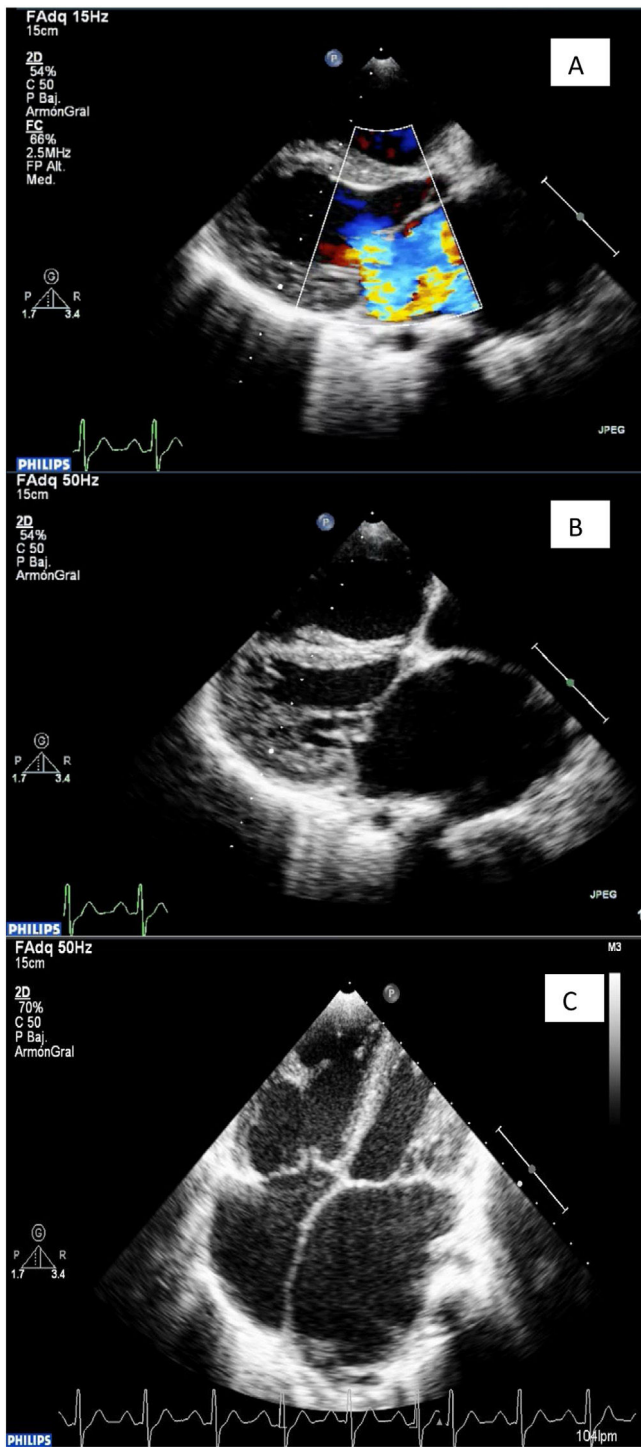 FAdq 15Hz
15cm
A
2D
54%
C 50
P Baj.
ArmónGral
FC
66%
2.5MHz
FP Alt.
Med.
P
G
P R
1.7 3.4
JPEG
PHILIPS
FAdq 50Hz
15cm
B
2D
54%
C 50
P Baj.
ArmónGral
P
G
P R
1.7 3.4
JPEG
PHILIPS
FAdq 50Hz
15cm
M3
C
2D
70%
C 50
P Baj.
ArmónGral
P
G
P R
1.7 3.4
PHILIPS
104lpm